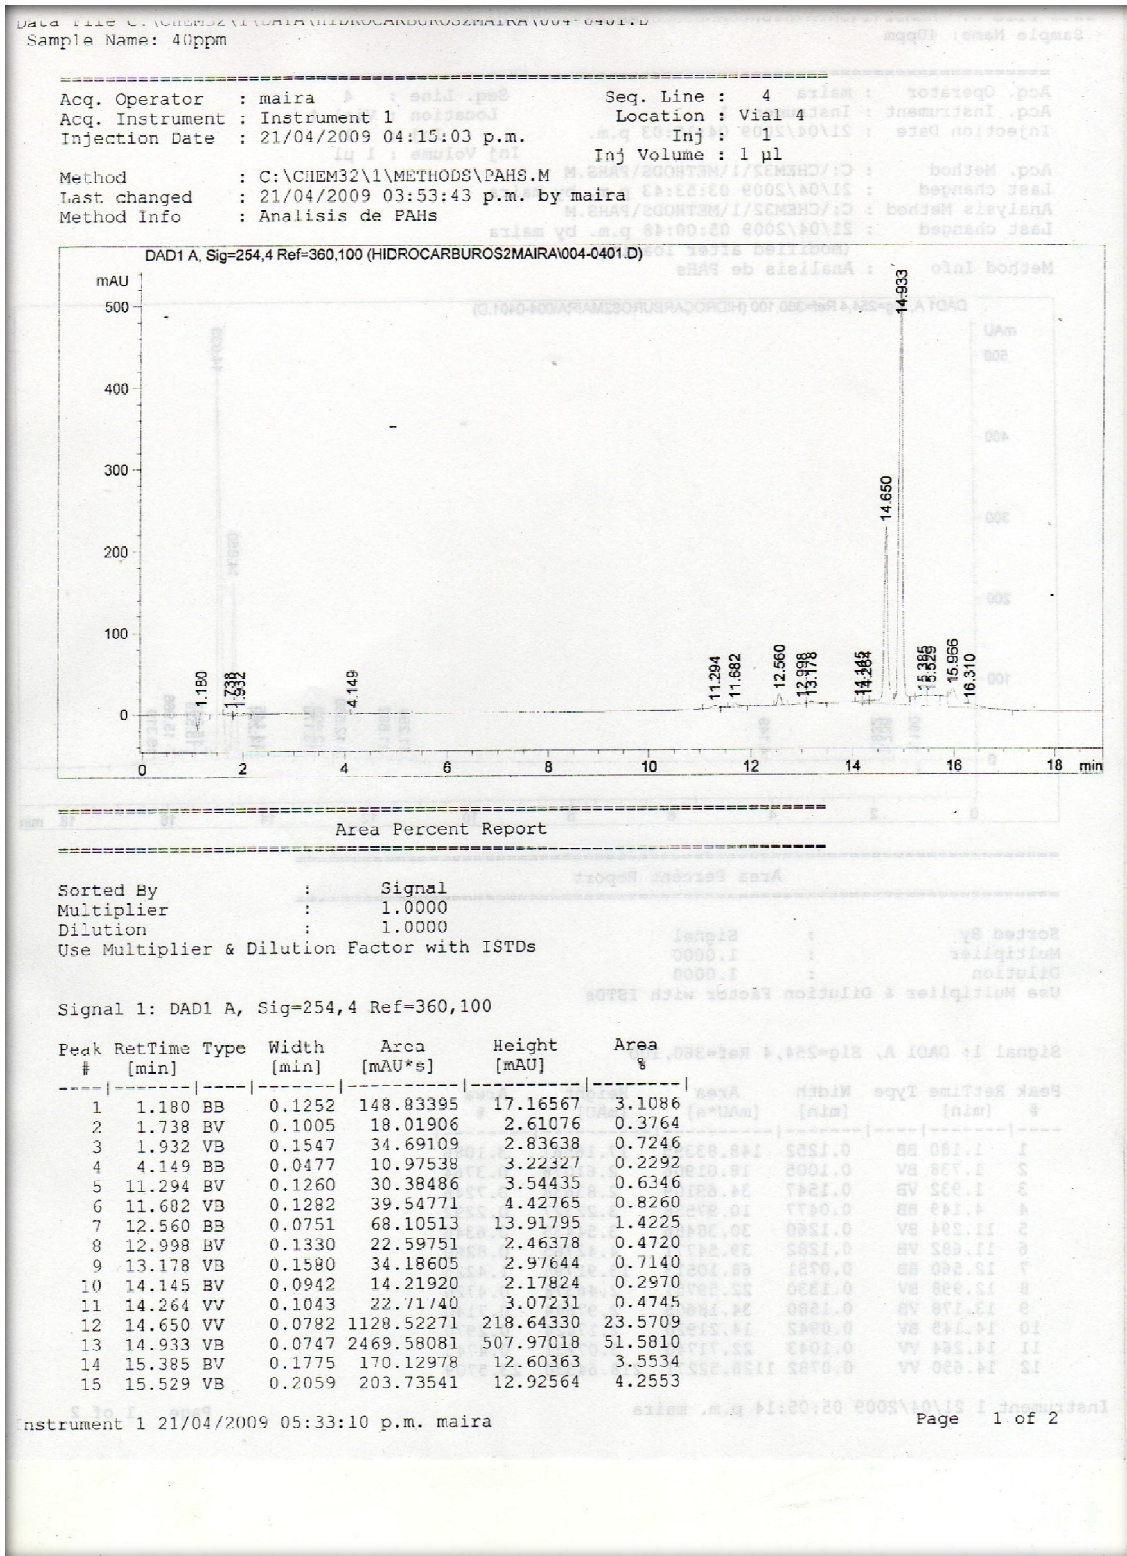 Data File C:\CHEM32\1\DATA\HIDROCARBUROS2MAIRA\004-0401.D
Sample Name: 40ppm
Acq. Operator : maira Seq. Line : 4
Acq. Instrument : Instrument 1 Location : Vial 4
Injection Date : 21/04/2009 04:15:03 p.m. Inj : 1
Inj Volume : 1 µl
Method : C:\CHEM32\1\METHODS\PAHS.M
Last changed : 21/04/2009 03:53:43 p.m. by maira
Method Info : Analisis de PAHs
DAD1 A, Sig=254,4 Ref=360,100 (HIDROCARBUROS2MAIRA\004-0401.D)
mAU
500
400
300
200
100
0
1.180
1.738
1.932
4.149
11.294
11.682
12.560
12.998
13.178
14.145
14.264
14.650
14.933
15.385
15.529
15.966
16.310
0 2 4 6 8 10 12 14 16 18 min
Area Percent Report
Sorted By : Signal
Multiplier : 1.0000
Dilution : 1.0000
Use Multiplier & Dilution Factor with ISTDs
Signal 1: DAD1 A, Sig=254,4 Ref=360,100
Peak RetTime Type Width Area Height Area
# [min] [min] [mAU*s] [mAU] %
1 1.180 BB 0.1252 148.83395 17.16567 3.1086
2 1.738 BV 0.1005 18.01906 2.61076 0.3764
3 1.932 VB 0.1547 34.69109 2.83638 0.7246
4 4.149 BB 0.0477 10.97538 3.22327 0.2292
5 11.294 BV 0.1260 30.38486 3.54435 0.6346
6 11.682 VB 0.1282 39.54771 4.42765 0.8260
7 12.560 BB 0.0751 68.10513 13.91795 1.4225
8 12.998 BV 0.1330 22.59751 2.46378 0.4720
9 13.178 VB 0.1580 34.18605 2.97644 0.7140
10 14.145 BV 0.0942 14.21920 2.17824 0.2970
11 14.264 VV 0.1043 22.71740 3.07231 0.4745
12 14.650 VV 0.0782 1128.52271 218.64330 23.5709
13 14.933 VB 0.0747 2469.58081 507.97018 51.5810
14 15.385 BV 0.1775 170.12978 12.60363 3.5534
15 15.529 VB 0.2059 203.73541 12.92564 4.2553
Instrument 1 21/04/2009 05:33:10 p.m. maira Page 1 of 2